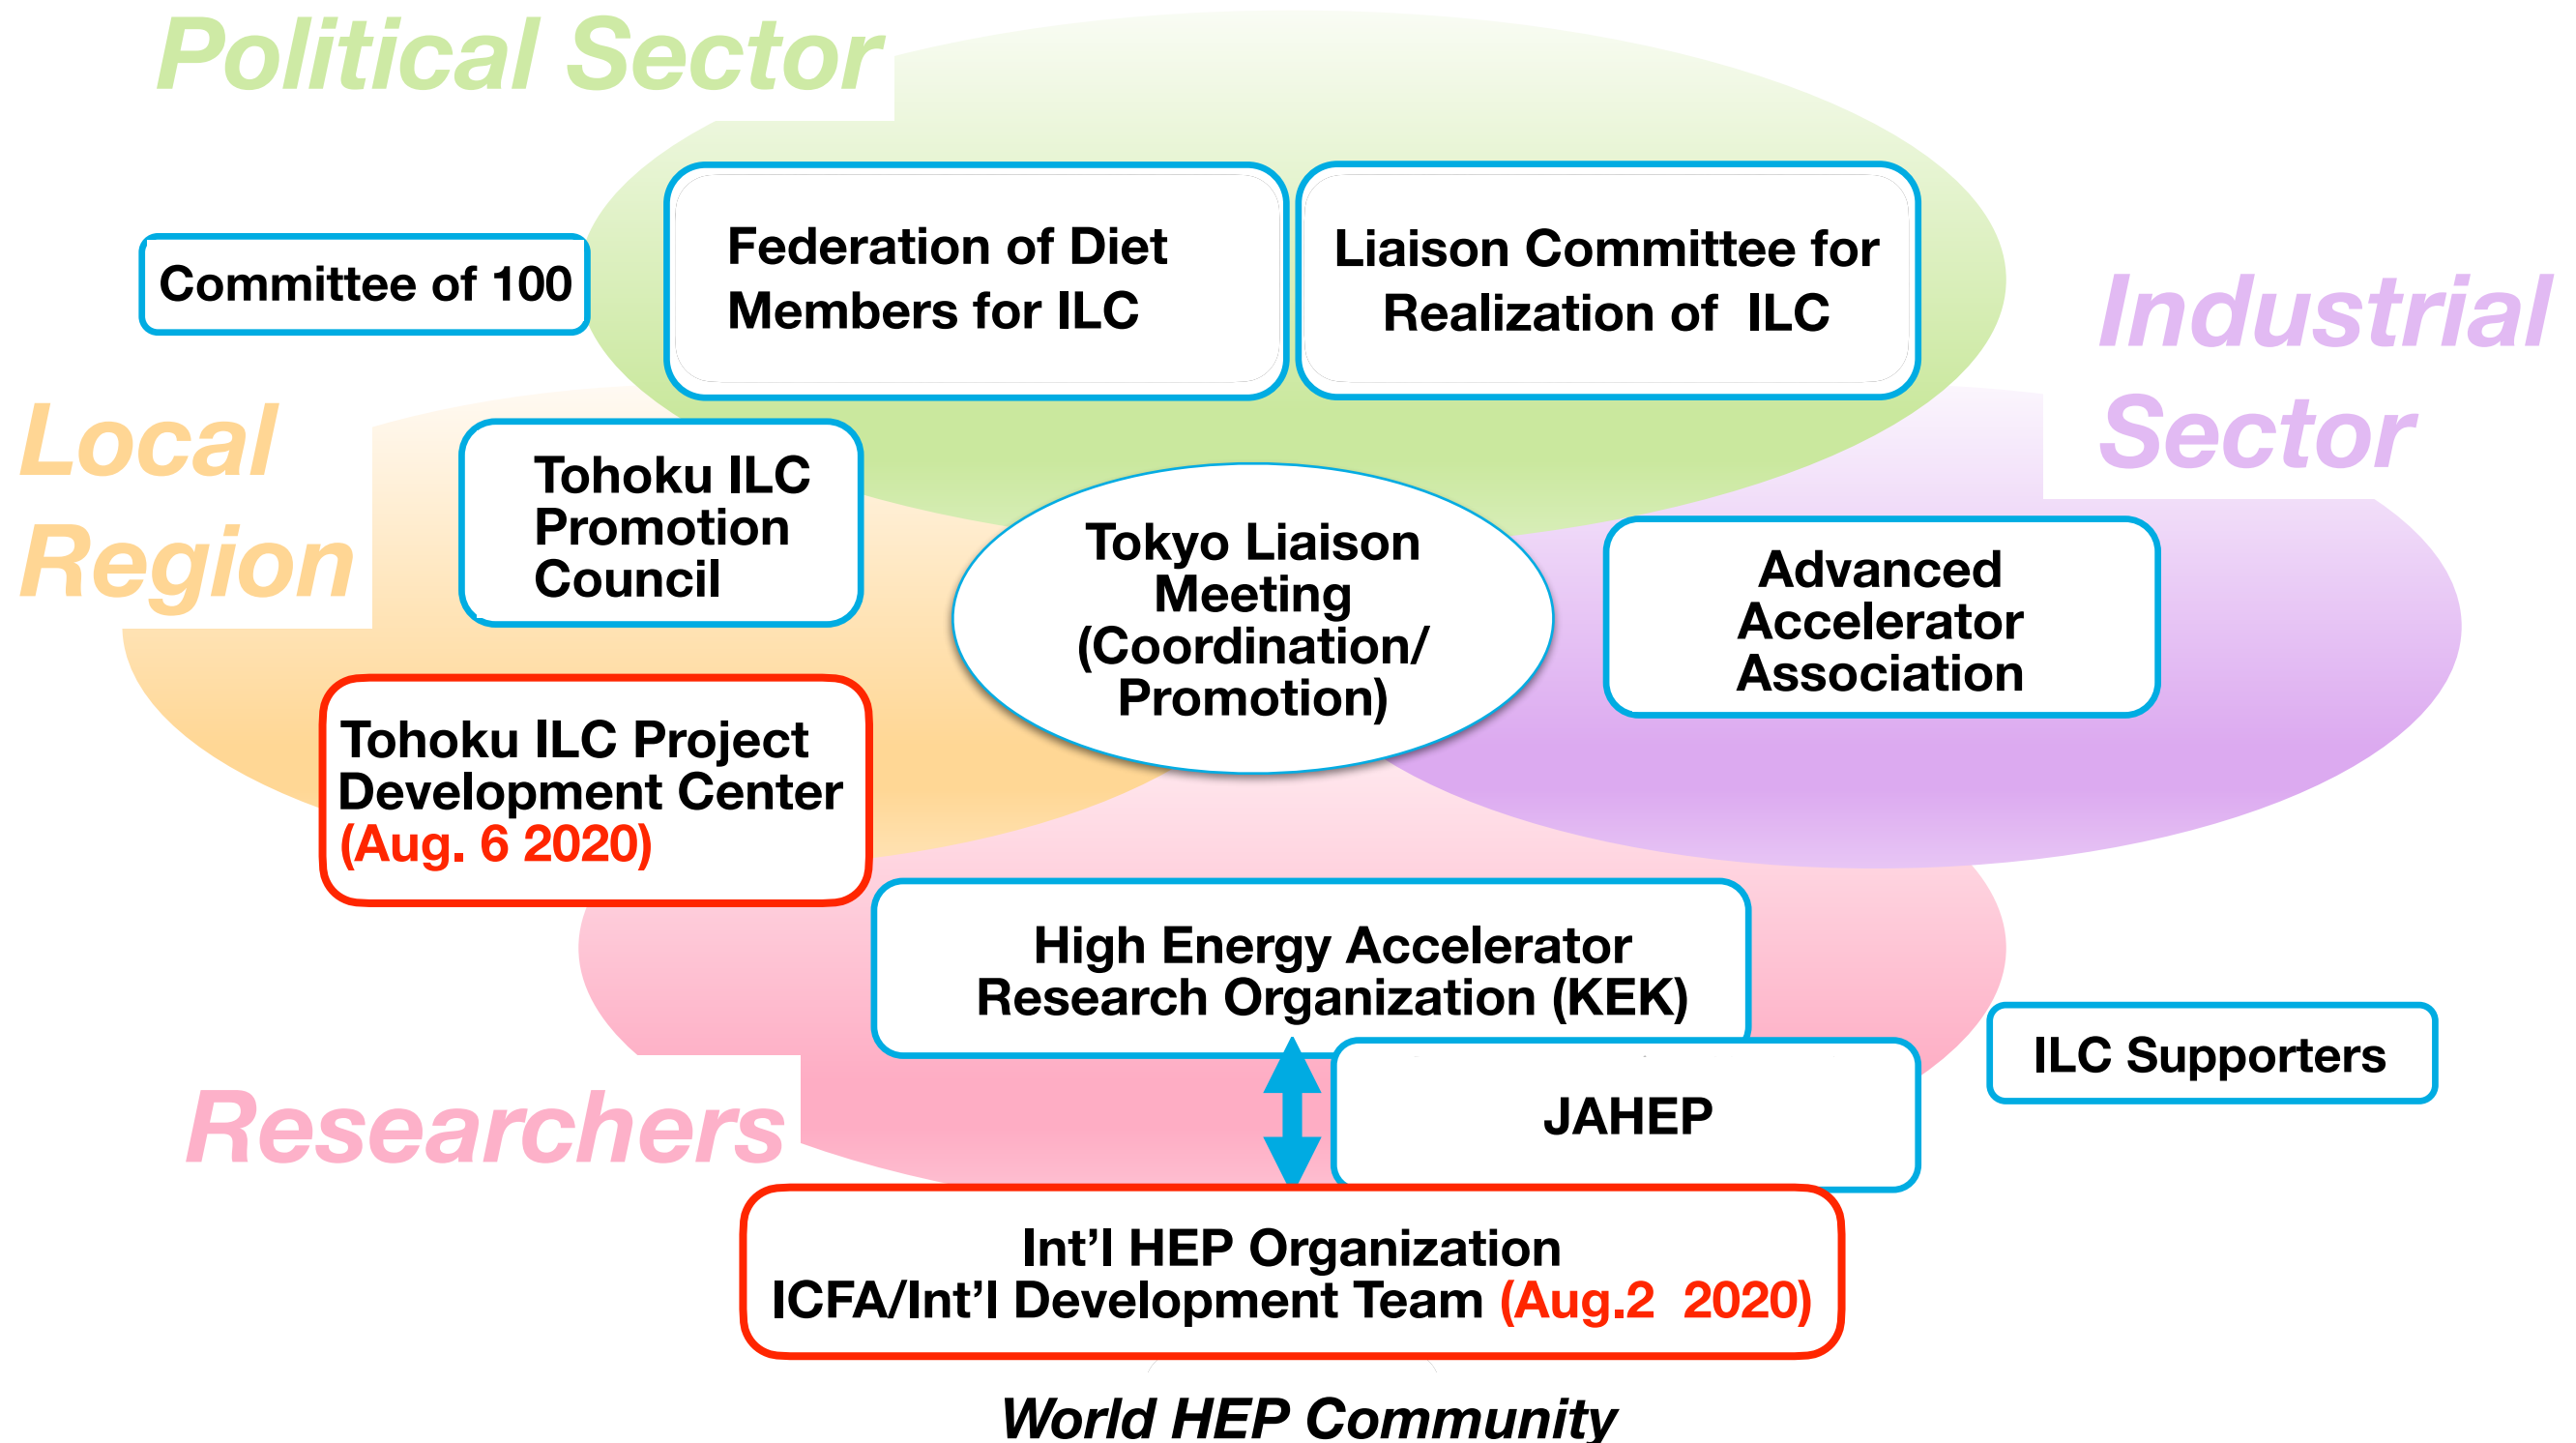 Political Sector
Federation of Diet
Members for ILC
Liaison Committee for
Realization of ILC
Committee of 100
Industrial
Sector
Local
Region
Tohoku ILC
Promotion
Council
Tokyo Liaison
Meeting
(Coordination/
Promotion)
Advanced
Accelerator
Association
Tohoku ILC Project
Development Center
(Aug. 6 2020)
High Energy Accelerator
Research Organization (KEK)
ILC Supporters
JAHEP
Researchers
Int'l HEP Organization
ICFA/Int'l Development Team (Aug.2 2020)
World HEP Community